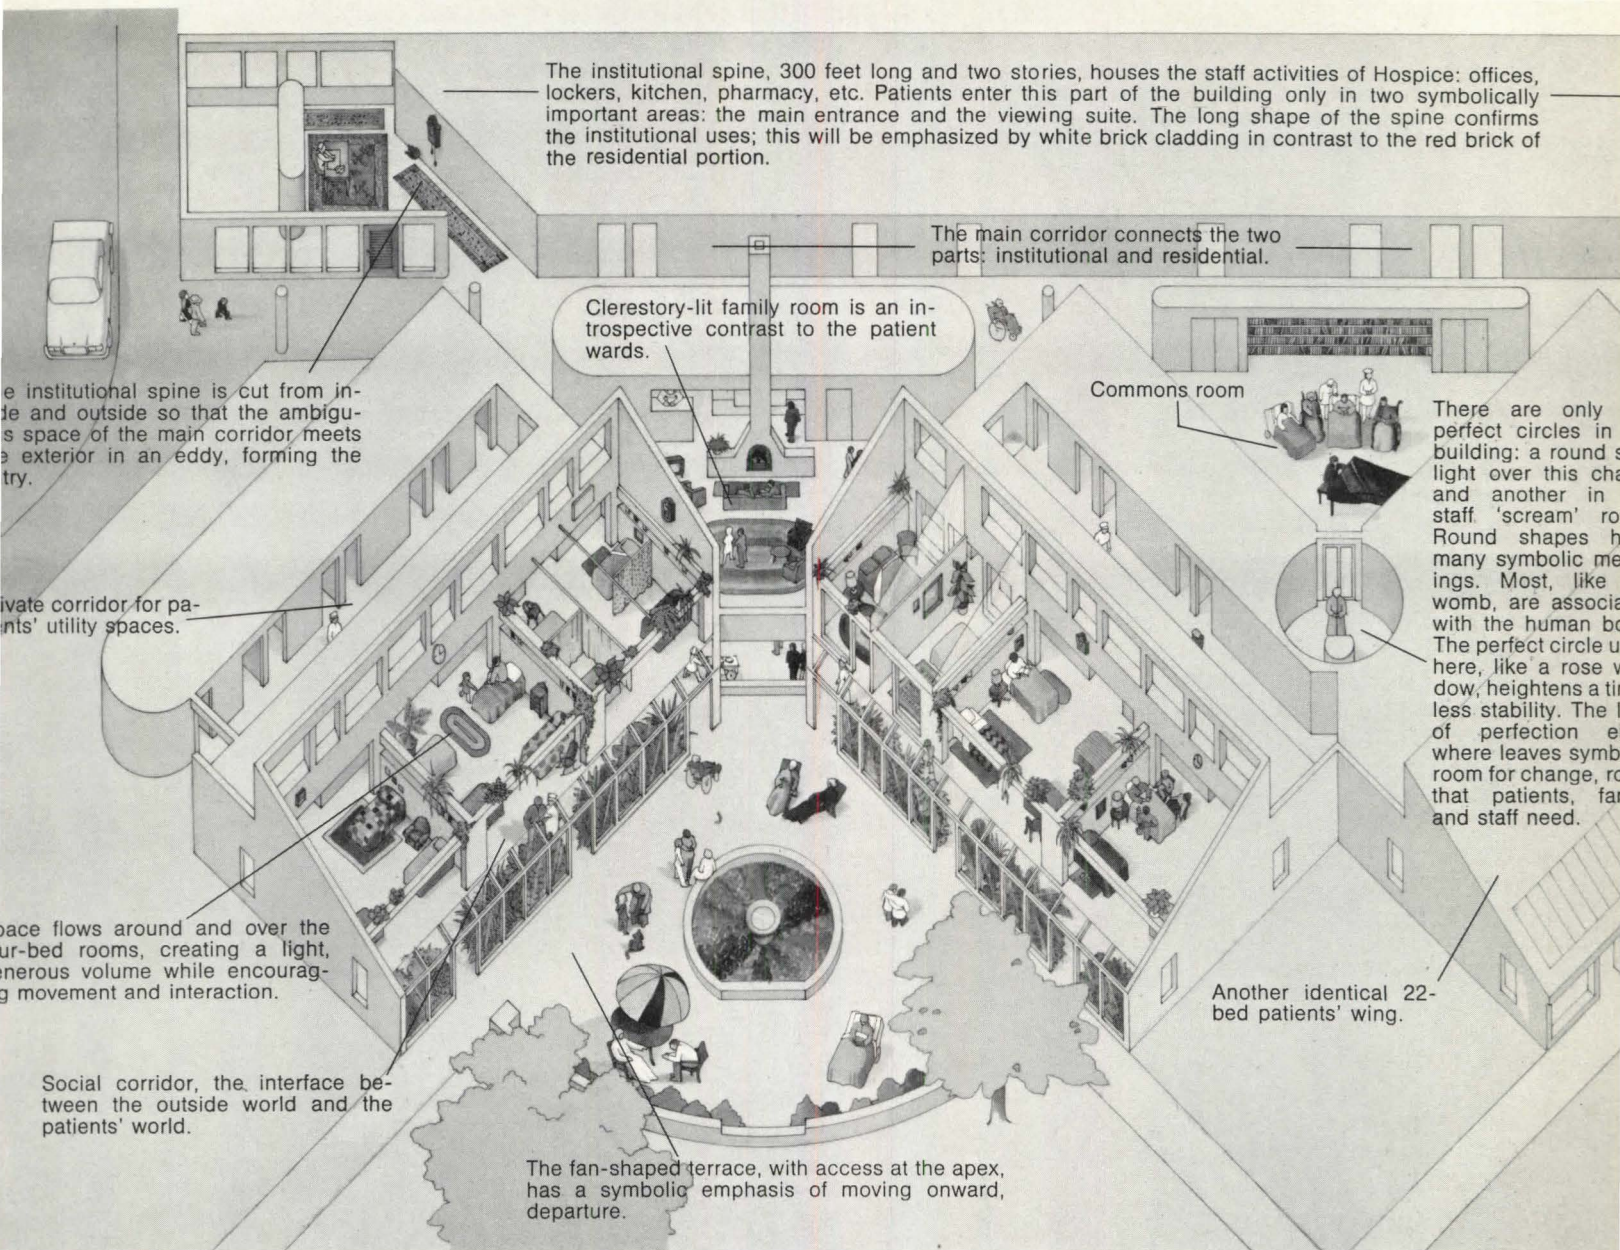 The institutional spine, 300 feet long and two stories, houses the staff activities of Hospice: offices,
lockers, kitchen, pharmacy, etc. Patients enter this part of the building only in two symbolically
important areas: the main entrance and the viewing suite. The long shape of the spine confirms
the institutional uses; this will be emphasized by white brick cladding in contrast to the red brick of
the residential portion.
The main corridor connects the two
parts: institutional and residential.
Clerestory-lit family room is an in-
trospective contrast to the patient
wards.
e institutional spine is cut from in-
de and outside so that the ambigu-
s space of the main corridor meets
e exterior in an eddy, forming the
try.
Commons room
There are only
perfect circles in
building: a round s
light over this cha
and another in
staff 'scream' ro
Round shapes h
many symbolic me
ings. Most, like
womb, are associa
with the human bo
The perfect circle u
here, like a rose w
dow, heightens a ti
less stability. The l
of perfection e
where leaves symb
room for change, ro
that patients, fa
and staff need.
ivate corridor for pa-
nts' utility spaces.
pace flows around and over the
ur-bed rooms, creating a light,
enerous volume while encourag-
g movement and interaction.
Another identical 22-
bed patients' wing.
Social corridor, the interface be-
tween the outside world and the
patients' world.
The fan-shaped terrace, with access at the apex,
has a symbolic emphasis of moving onward,
departure.